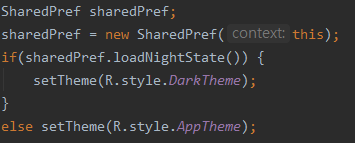 SharedPref sharedPref;
sharedPref = new SharedPref( context: this);
if(sharedPref.loadNightState()) {
    setTheme(R.style.DarkTheme);
}
else setTheme(R.style.AppTheme);